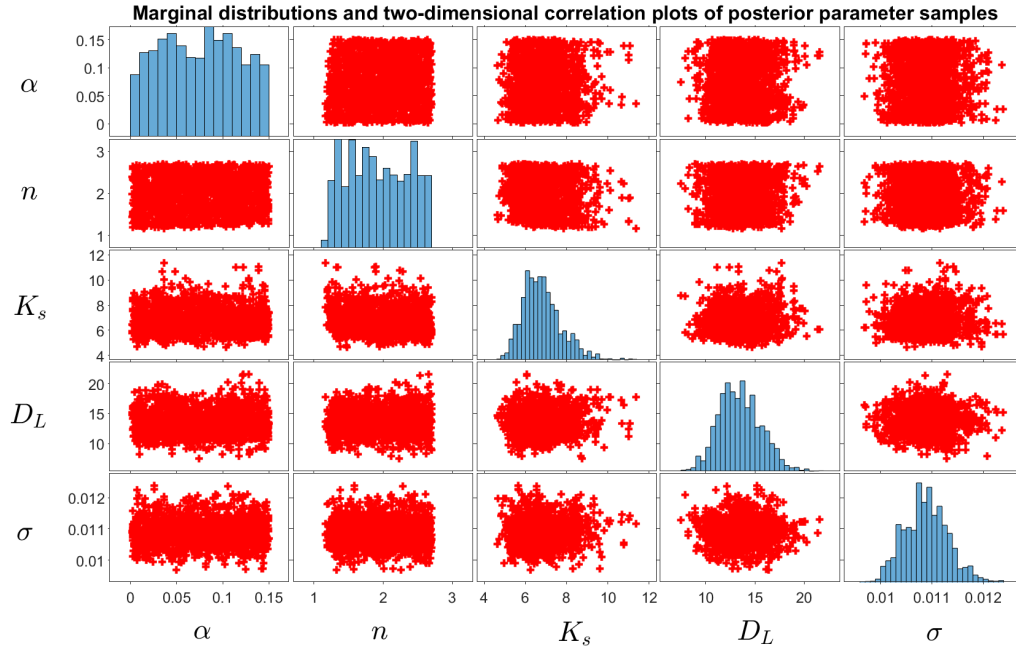 Marginal distributions and two-dimensional correlation plots of posterior parameter samples
α
0.15
0.1
0.05
0
n
3
2
1
K_s
12
10
8
6
4
D_L
20
15
10
σ
0.012
0.011
0.01
0 0.05 0.1 0.15 1 2 3 4 6 8 10 12 10 15 20 0.01 0.011 0.012
α n K_s D_L σ